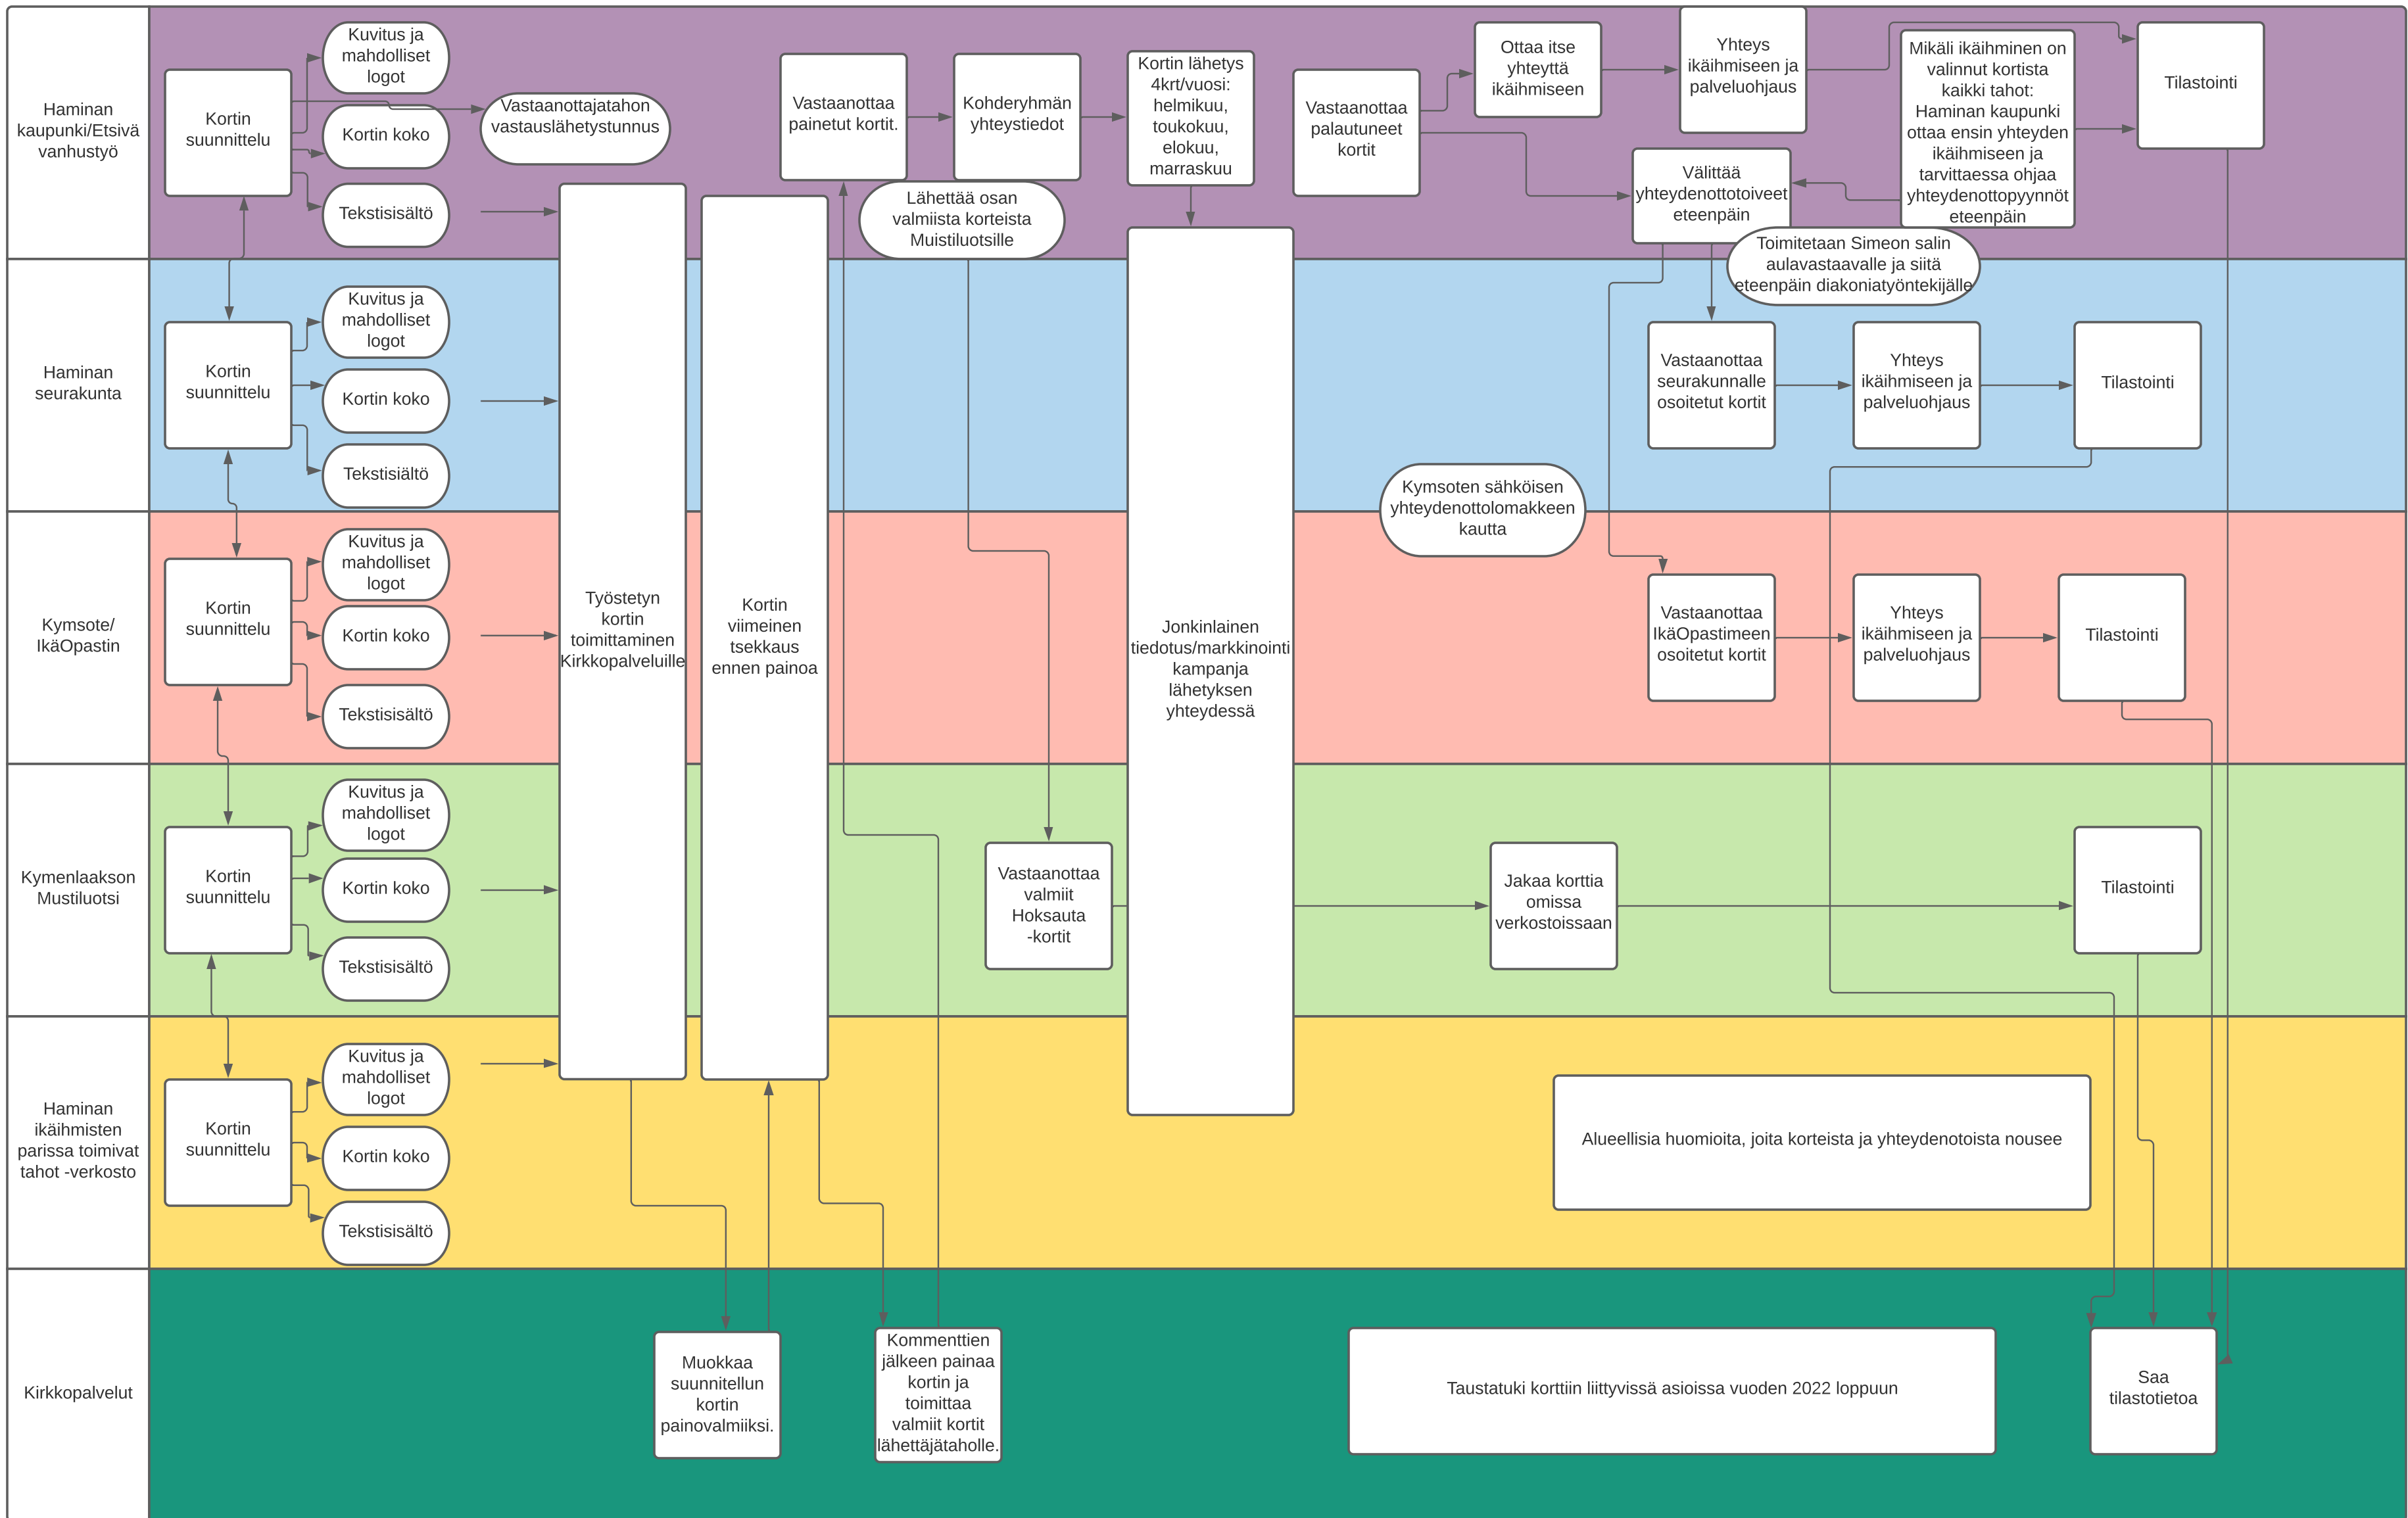 Haminan
kaupunki/Etsivä
vanhustyö
Kortin
suunnittelu
Kuvitus ja
mahdolliset
logot
Kortin koko
Tekstisisältö
Vastaanottajatahon
vastauslähetystunnus
Vastaanottaa
painetut kortit.
Kohderyhmän
yhteystiedot
Lähettää osan
valmiista korteista
Muistiluotsille
Kortin lähetys
4krt/vuosi:
helmikuu,
toukokuu,
elokuu,
marraskuu
Vastaanottaa
palautuneet
kortit
Ottaa itse
yhteyttä
ikäihmiseen
Yhteys
ikäihmiseen ja
palveluohjaus
Välittää
yhteydenottotoiveet
eteenpäin
Mikäli ikäihminen on
valinnut kortista
kaikki tahot:
Haminan kaupunki
ottaa ensin yhteyden
ikäihmiseen ja
tarvittaessa ohjaa
yhteydenottopyynnöt
eteenpäin
Tilastointi
Toimitetaan Simeon salin
aulavastaavalle ja siitä
eteenpäin diakoniatyöntekijälle
Haminan
seurakunta
Kortin
suunnittelu
Kuvitus ja
mahdolliset
logot
Kortin koko
Tekstisiältö
Vastaanottaa
seurakunnalle
osoitetut kortit
Yhteys
ikäihmiseen ja
palveluohjaus
Tilastointi
Kymsoten sähköisen
yhteydenottolomakkeen
kautta
Kymsote/
IkäOpastin
Kortin
suunnittelu
Kuvitus ja
mahdolliset
logot
Kortin koko
Tekstisisältö
Työstetyn
kortin
toimittaminen
Kirkkopalveluille
Kortin
viimeinen
tsekkaus
ennen painoa
Jonkinlainen
tiedotus/markkinointi
kampanja
lähetyksen
yhteydessä
Vastaanottaa
IkäOpastimeen
osoitetut kortit
Yhteys
ikäihmiseen ja
palveluohjaus
Tilastointi
Kymenlaakson
Mustiluotsi
Kortin
suunnittelu
Kuvitus ja
mahdolliset
logot
Kortin koko
Tekstisisältö
Vastaanottaa
valmiit
Hoksauta
-kortit
Jakaa korttia
omissa
verkostoissaan
Tilastointi
Haminan
ikäihmisten
parissa toimivat
tahot -verkosto
Kortin
suunnittelu
Kuvitus ja
mahdolliset
logot
Kortin koko
Tekstisisältö
Alueellisia huomioita, joita korteista ja yhteydenotoista nousee
Kirkkopalvelut
Muokkaa
suunnitellun
kortin
painovalmiiksi.
Kommenttien
jälkeen painaa
kortin ja
toimittaa
valmiit kortit
lähettäjätaholle.
Taustatuki korttiin liittyvissä asioissa vuoden 2022 loppuun
Saa
tilastotietoa